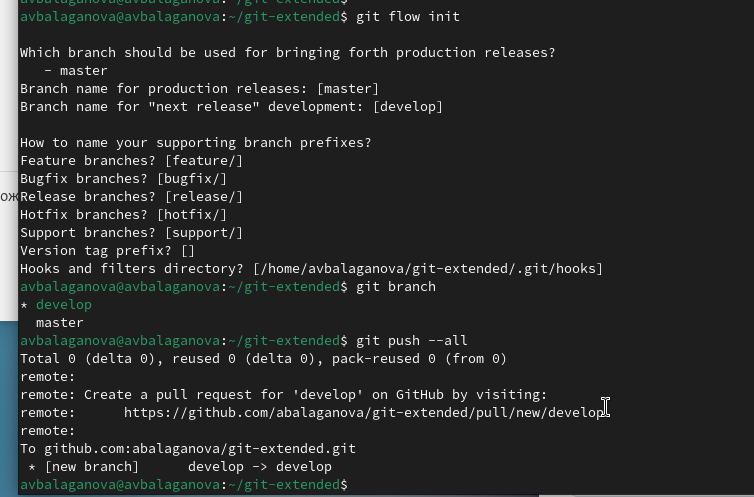 avbalaganova@avbalaganova:~/git-extended$ git flow init
Which branch should be used for bringing forth production releases?
   - master
Branch name for production releases: [master]
Branch name for "next release" development: [develop]
How to name your supporting branch prefixes?
Feature branches? [feature/]
Bugfix branches? [bugfix/]
Release branches? [release/]
Hotfix branches? [hotfix/]
Support branches? [support/]
Version tag prefix? []
Hooks and filters directory? [/home/avbalaganova/git-extended/.git/hooks]
avbalaganova@avbalaganova:~/git-extended$ git branch
* develop
  master
avbalaganova@avbalaganova:~/git-extended$ git push --all
Total 0 (delta 0), reused 0 (delta 0), pack-reused 0 (from 0)
remote:
remote: Create a pull request for 'develop' on GitHub by visiting:
remote:      https://github.com/abalaganova/git-extended/pull/new/develop
remote:
To github.com:abalaganova/git-extended.git
 * [new branch]      develop -> develop
avbalaganova@avbalaganova:~/git-extended$